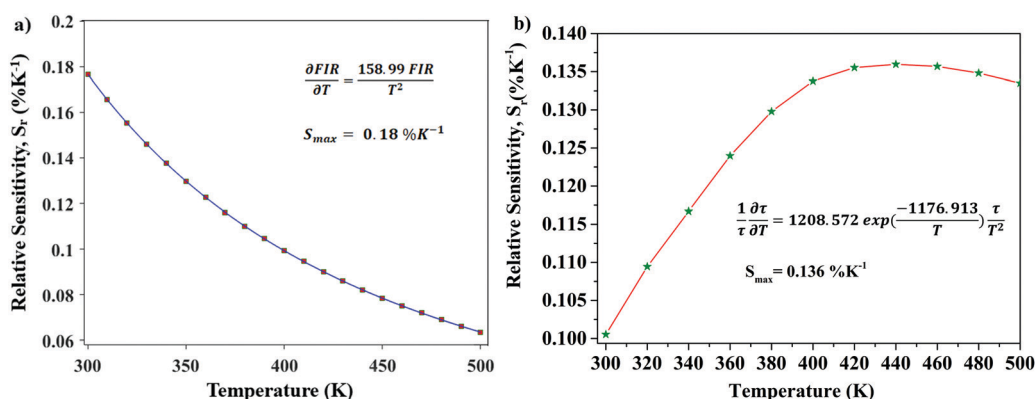 a)
Relative Sensitivity, Sᵣ (%K⁻¹)
0.2
0.18
0.16
0.14
0.12
0.1
0.08
0.06
∂FIR/∂T = 158.99 FIR/T²
S_max = 0.18 %K⁻¹
300 350 400 450 500
Temperature (K)
b)
Relative Sensitivity, Sᵣ(%K⁻¹)
0.140
0.135
0.130
0.125
0.120
0.115
0.110
0.105
0.100
1/τ ∂τ/∂T = 1208.572 exp(−1176.913/T) τ/T²
S_max= 0.136 %K⁻¹
300 320 340 360 380 400 420 440 460 480 500
Temperature (K)